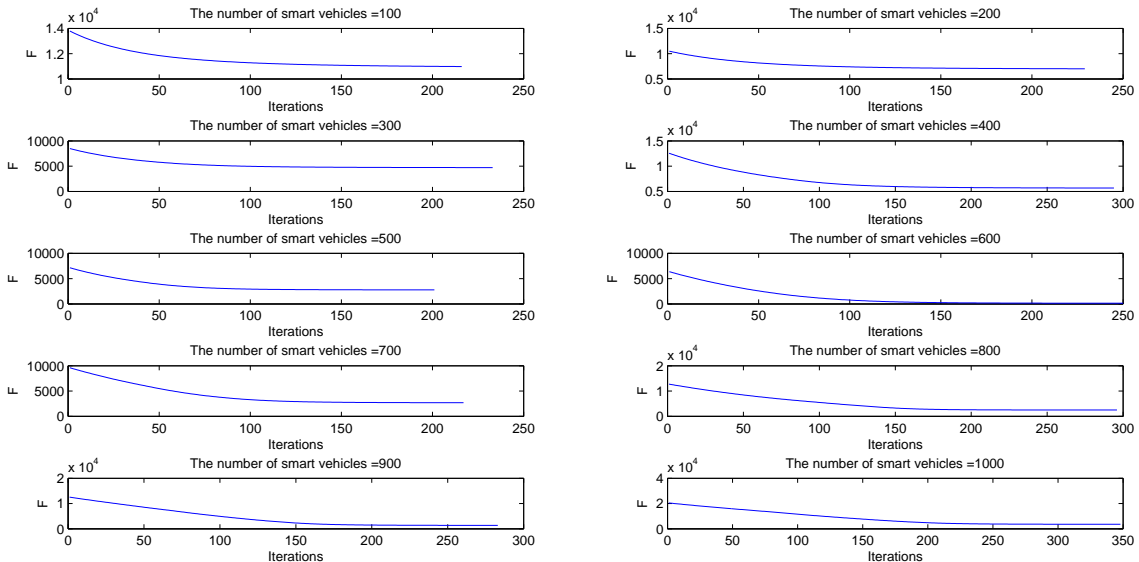 The number of smart vehicles =100
x 10^4
1.4
1.2
1
F
0 50 100 150 200 250
Iterations
The number of smart vehicles =200
x 10^4
1.5
1
0.5
F
0 50 100 150 200 250
Iterations
The number of smart vehicles =300
10000
5000
0
F
0 50 100 150 200 250
Iterations
The number of smart vehicles =400
x 10^4
1.5
1
0.5
F
0 50 100 150 200 250 300
Iterations
The number of smart vehicles =500
10000
5000
0
F
0 50 100 150 200 250
Iterations
The number of smart vehicles =600
10000
5000
0
F
0 50 100 150 200 250
Iterations
The number of smart vehicles =700
10000
5000
0
F
0 50 100 150 200 250
Iterations
The number of smart vehicles =800
x 10^4
2
1
0
F
0 50 100 150 200 250 300
Iterations
The number of smart vehicles =900
x 10^4
2
1
0
F
0 50 100 150 200 250 300
Iterations
The number of smart vehicles =1000
x 10^4
4
2
0
F
0 50 100 150 200 250 300 350
Iterations